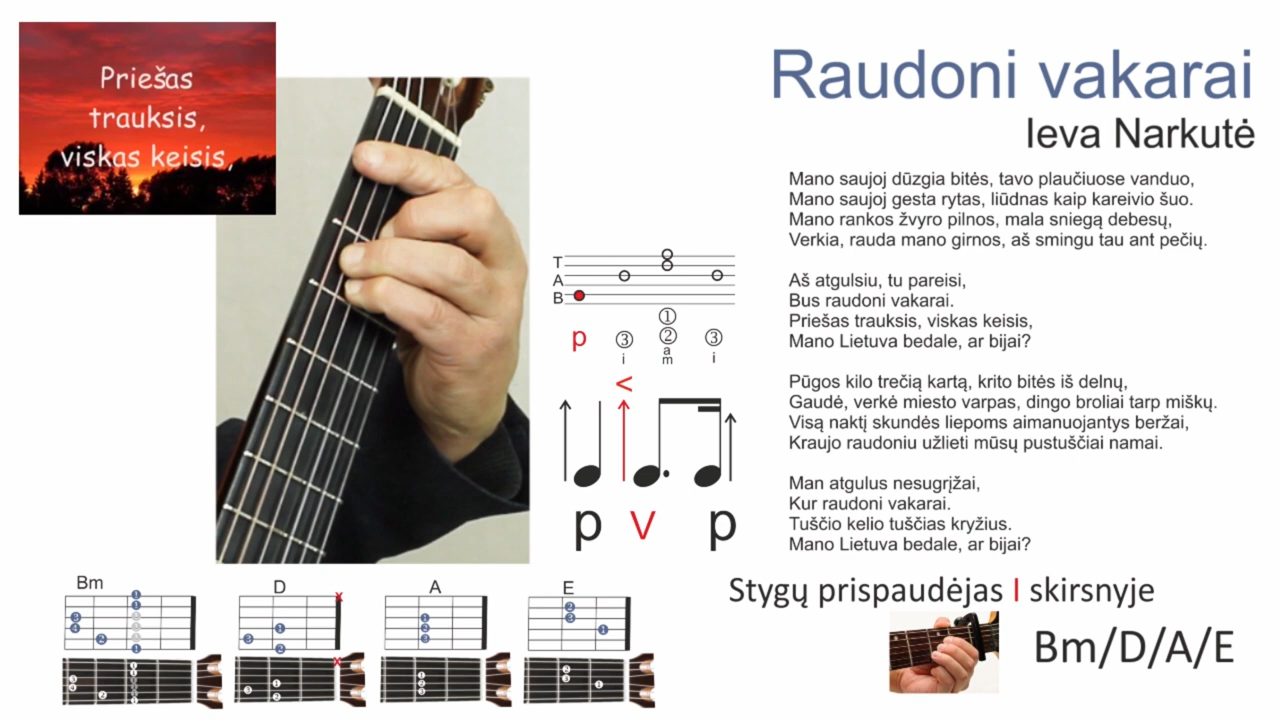 Priešas
trauksis,
viskas keisis,
Raudoni vakarai
Ieva Narkutė
Mano saujoj dūzgia bitės, tavo plaučiuose vanduo,
Mano saujoj gesta rytas, liūdnas kaip kareivio šuo.
Mano rankos žvyro pilnos, mala sniegą debesų,
Verkia, rauda mano girnos, aš smingu tau ant pečių.
Aš atgulsiu, tu pareisi,
Bus raudoni vakarai.
Priešas trauksis, viskas keisis,
Mano Lietuva bedale, ar bijai?
Pūgos kilo trečią kartą, krito bitės iš delnų,
Gaudė, verkė miesto varpas, dingo broliai tarp miškų.
Visą naktį skundės liepoms aimanuojantys beržai,
Kraujo raudoniu užlieti mūsų pustuščiai namai.
Man atgulus nesugrįžai,
Kur raudoni vakarai.
Tuščio kelio tuščias kryžius.
Mano Lietuva bedale, ar bijai?
T
A
B
①
p ③ ② ③
i a m i
<
p V p
Bm D A E
x
x
Stygų prispaudėjas I skirsnyje
Bm/D/A/E